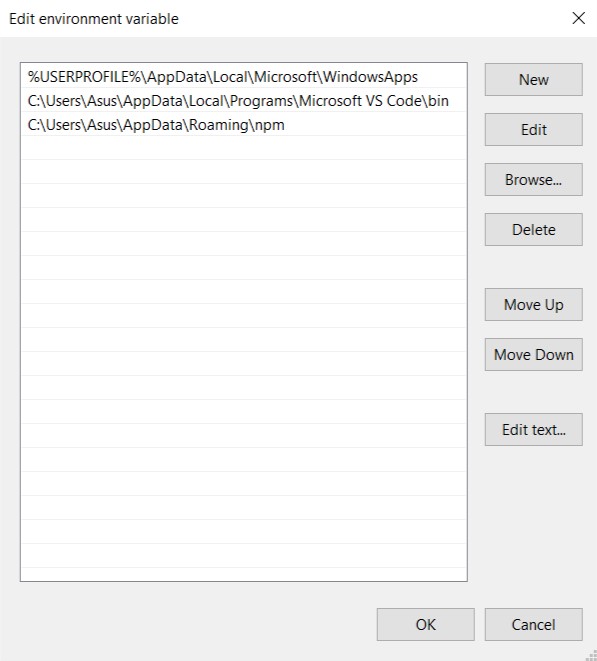 Edit environment variable
%USERPROFILE%\AppData\Local\Microsoft\WindowsApps
C:\Users\Asus\AppData\Local\Programs\Microsoft VS Code\bin
C:\Users\Asus\AppData\Roaming\npm
New
Edit
Browse...
Delete
Move Up
Move Down
Edit text...
OK
Cancel